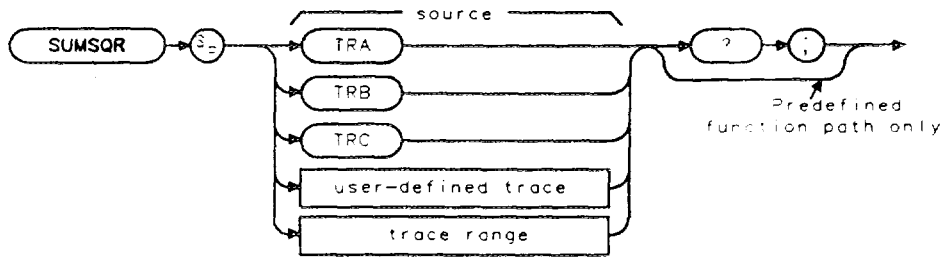 source
SUMSQR TRA ? ;
TRB
Predefined
TRC function path only
user-defined trace
trace range